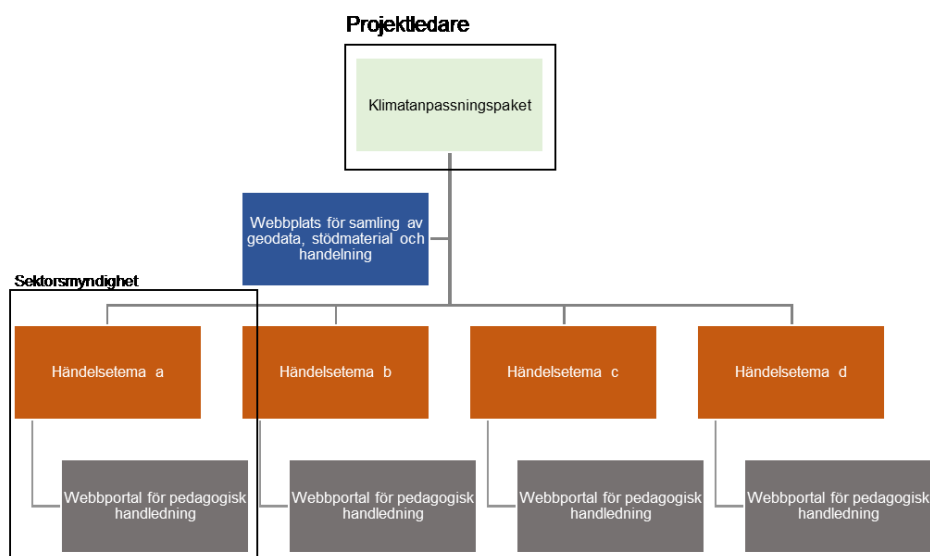 Projektledare
Klimatanpassningspaket
Webbplats för samling av
geodata, stödmaterial och
handelning
Sektorsmyndighet
Händelsetema a
Händelsetema b
Händelsetema c
Händelsetema d
Webbportal för pedagogisk
handledning
Webbportal för pedagogisk
handledning
Webbportal för pedagogisk
handledning
Webbportal för pedagogisk
handledning